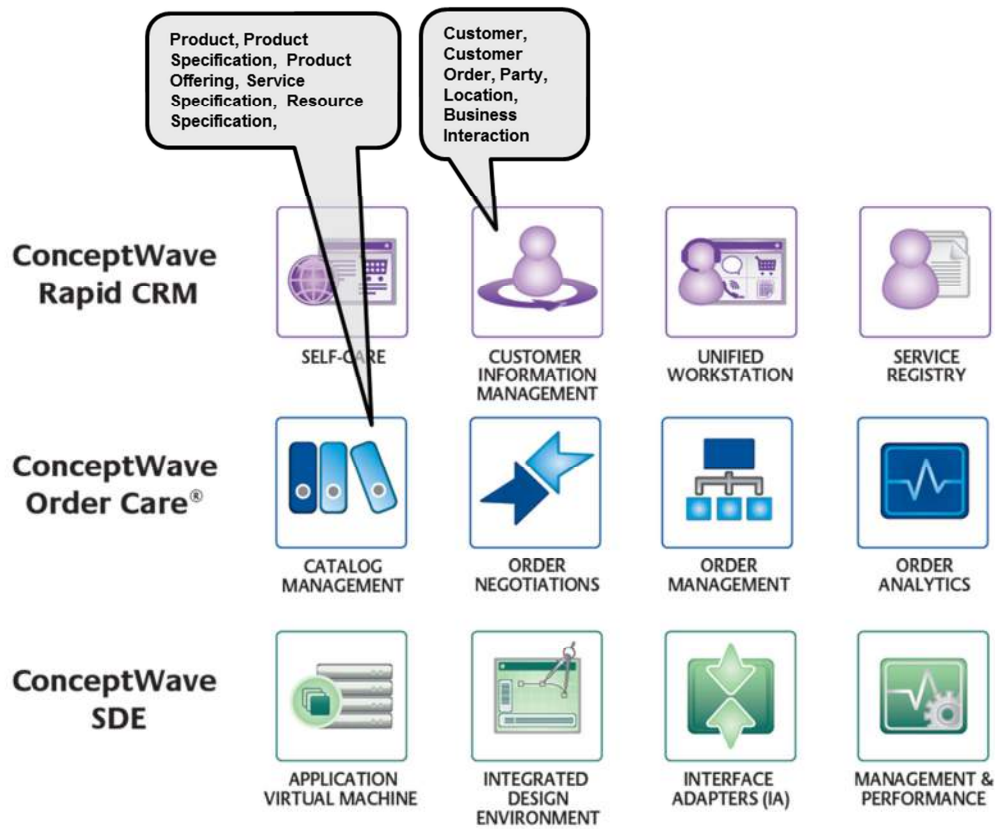 Product, Product
Specification, Product
Offering, Service
Specification, Resource
Specification,
Customer,
Customer
Order, Party,
Location,
Business
Interaction
ConceptWave
Rapid CRM
SELF-CARE
CUSTOMER
INFORMATION
MANAGEMENT
UNIFIED
WORKSTATION
SERVICE
REGISTRY
ConceptWave
Order Care®
CATALOG
MANAGEMENT
ORDER
NEGOTIATIONS
ORDER
MANAGEMENT
ORDER
ANALYTICS
ConceptWave
SDE
APPLICATION
VIRTUAL MACHINE
INTEGRATED
DESIGN
ENVIRONMENT
INTERFACE
ADAPTERS (IA)
MANAGEMENT &
PERFORMANCE